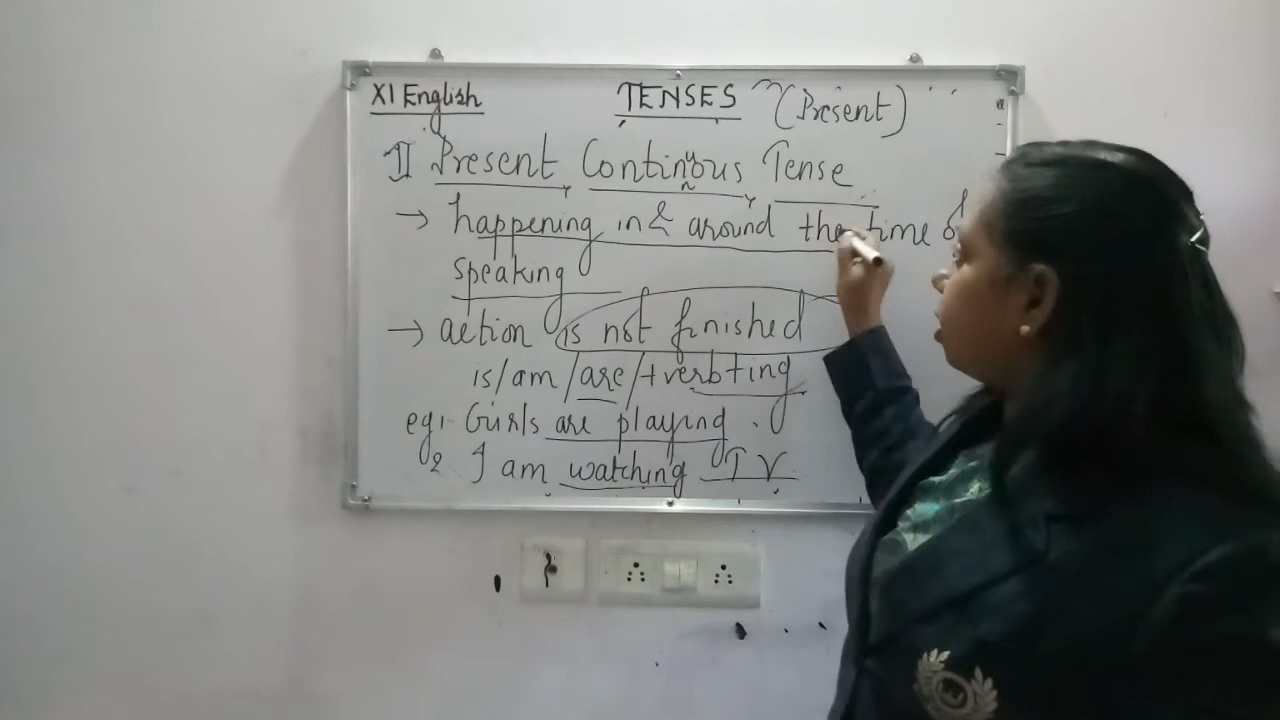 XI English
TENSES (Present)
II Present Continuous Tense
→ happening in & around the time of
speaking
→ action is not finished
is/am/are/+verb+ing
eg1. Girls are playing.
2 I am watching TV